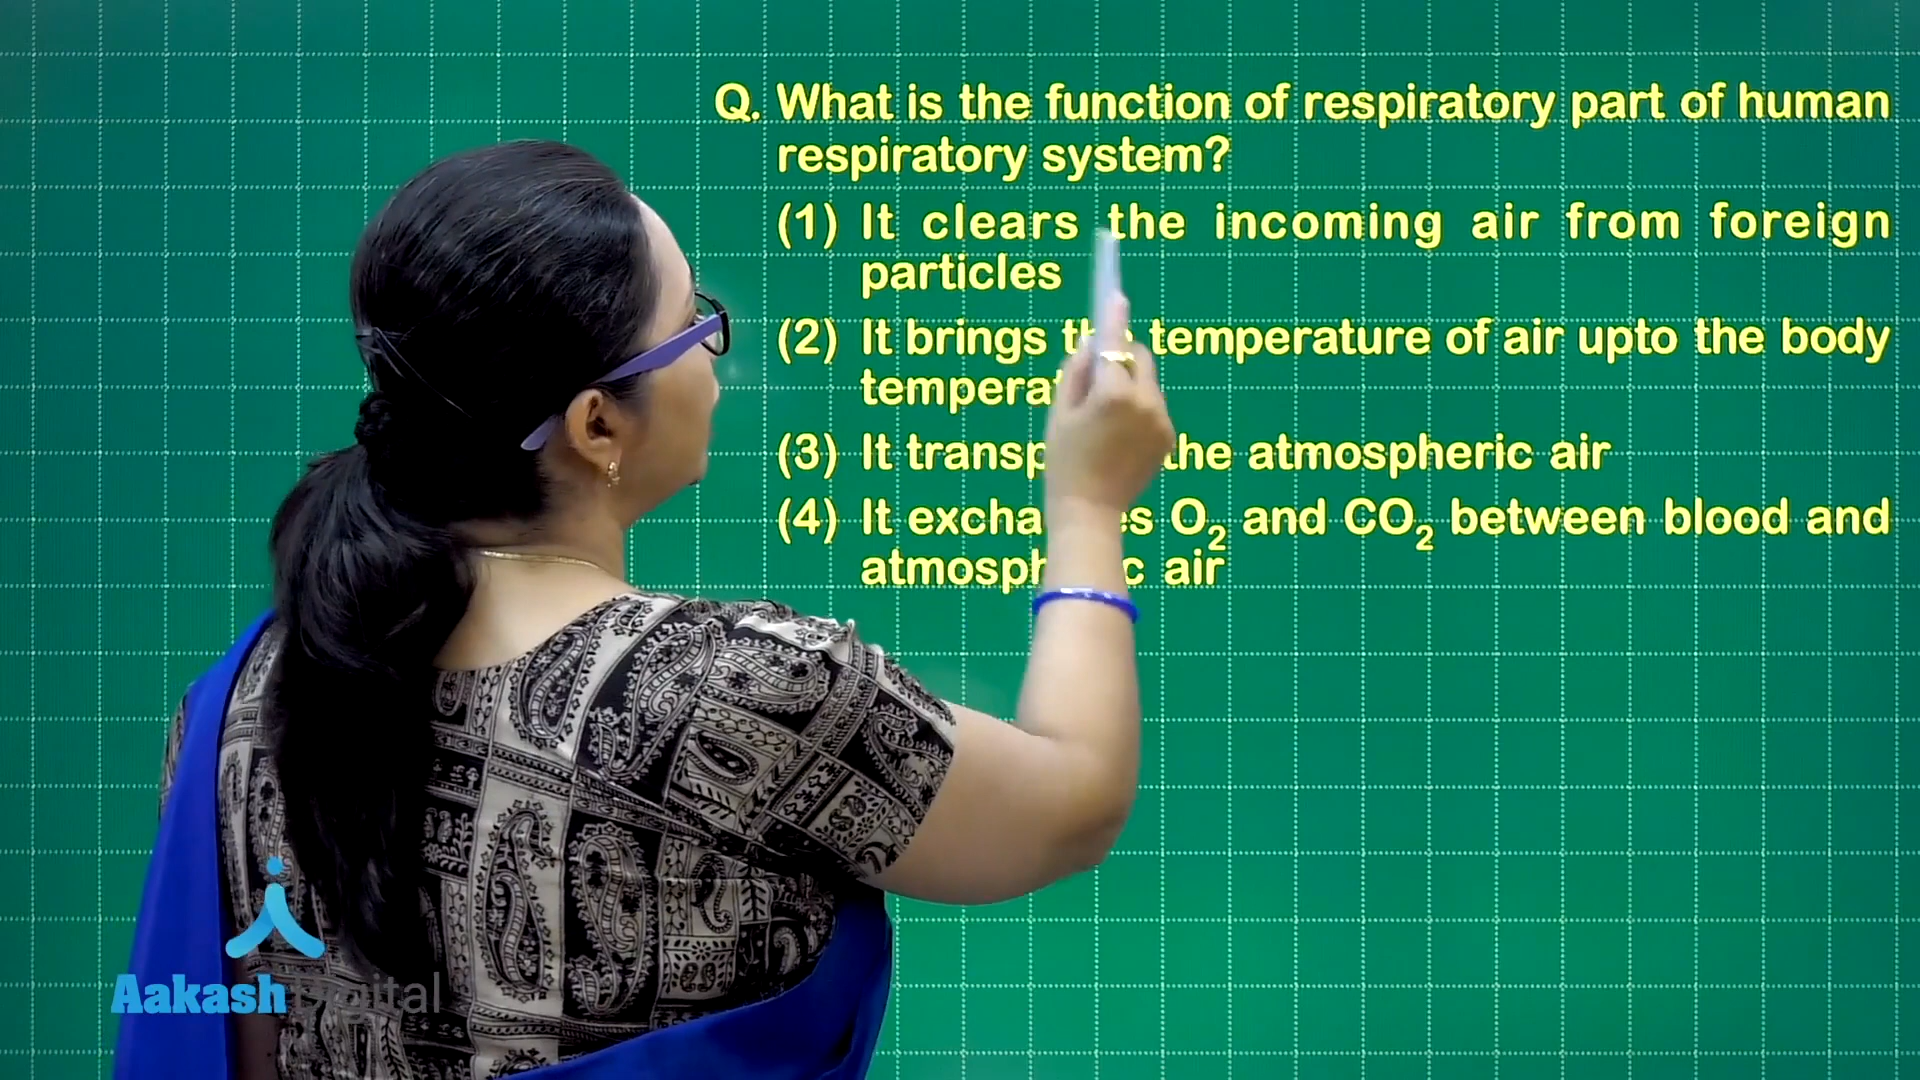 Q. What is the function of respiratory part of human
respiratory system?
(1) It clears the incoming air from foreign
particles
(2) It brings temperature of air upto the body
(3) It the atmospheric air
(4) It O2 and CO2 between blood and
air
Aakash Digital